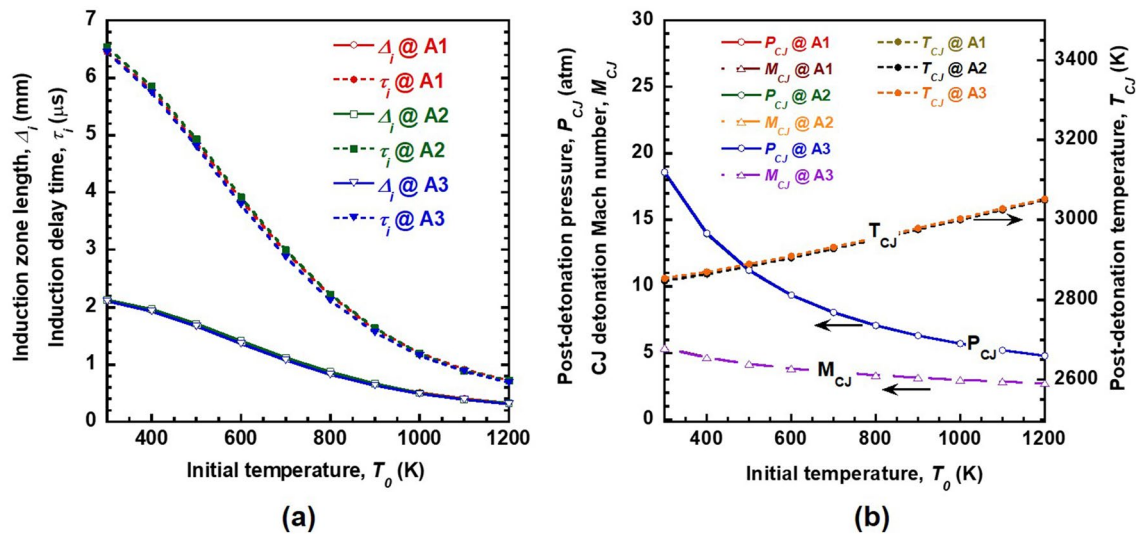 Induction zone length, Δi (mm)
Induction delay time, τi (μs)
7
6
5
4
3
2
1
0
400
600
800
1000
1200
Initial temperature, T0 (K)
Δi @ A1
τi @ A1
Δi @ A2
τi @ A2
Δi @ A3
τi @ A3
(a)
Post-detonation pressure, PCJ (atm)
CJ detonation Mach number, MCJ
30
25
20
15
10
5
0
400
600
800
1000
1200
Initial temperature, T0 (K)
PCJ @ A1
MCJ @ A1
PCJ @ A2
MCJ @ A2
PCJ @ A3
MCJ @ A3
TCJ @ A1
TCJ @ A2
TCJ @ A3
TCJ
PCJ
MCJ
3400
3200
3000
2800
2600
Post-detonation temperature, TCJ (K)
(b)